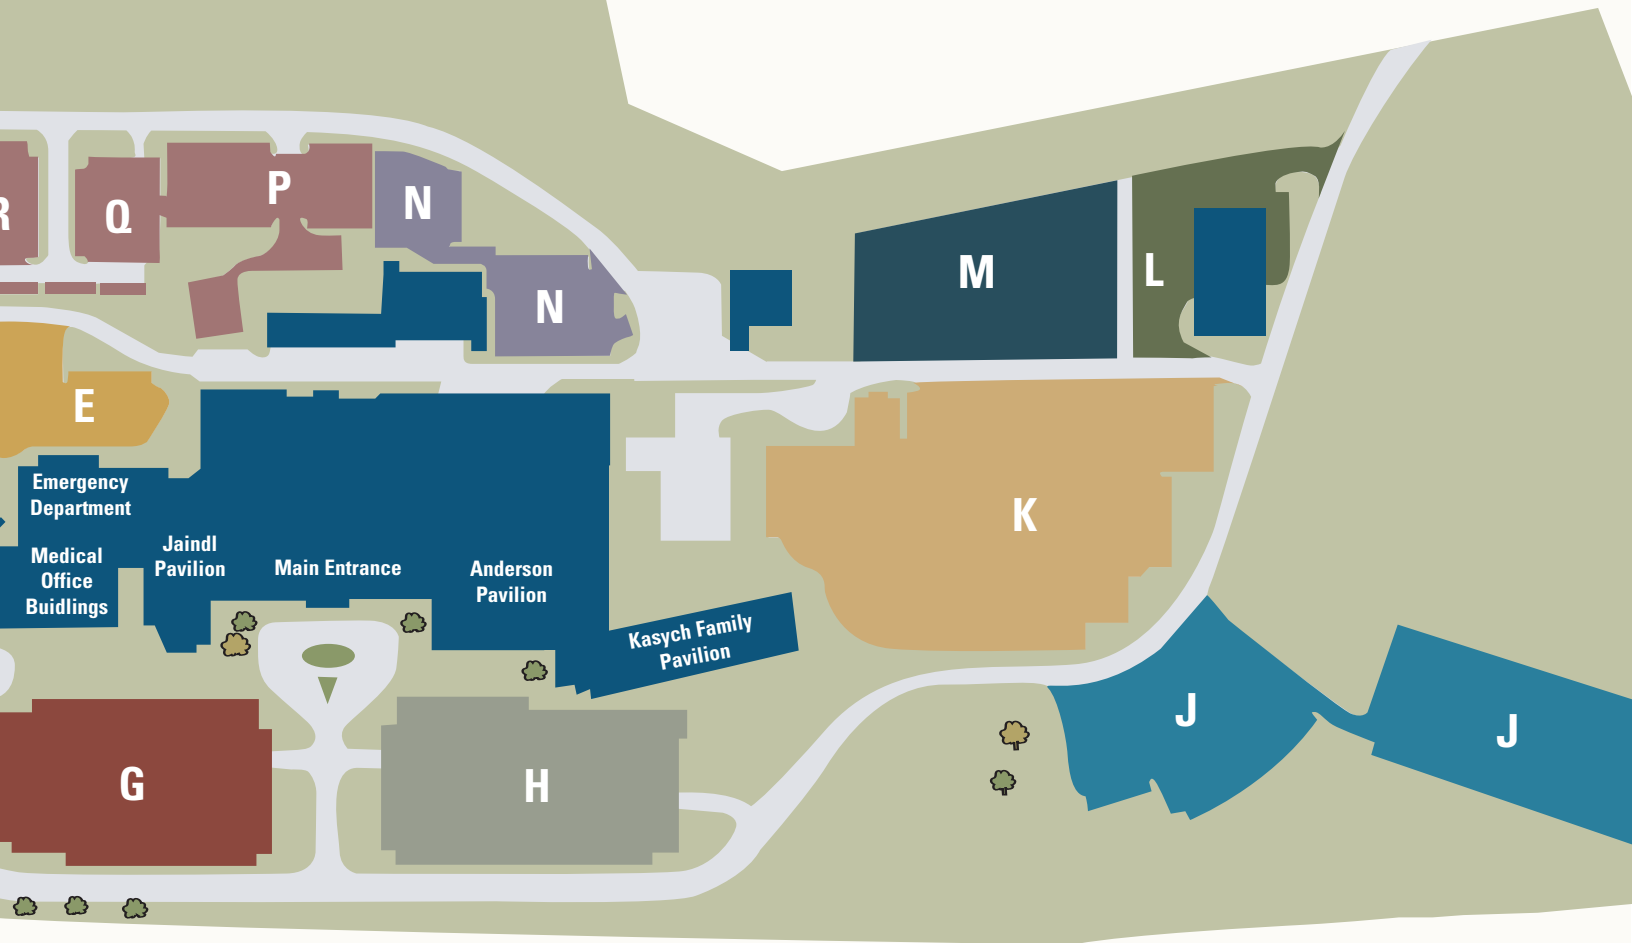 R
Q
P
N
N
M
L
E
K
Emergency
Department
Medical
Office
Buidlings
Jaindl
Pavilion
Main Entrance
Anderson
Pavilion
Kasych Family
Pavilion
J
J
G
H